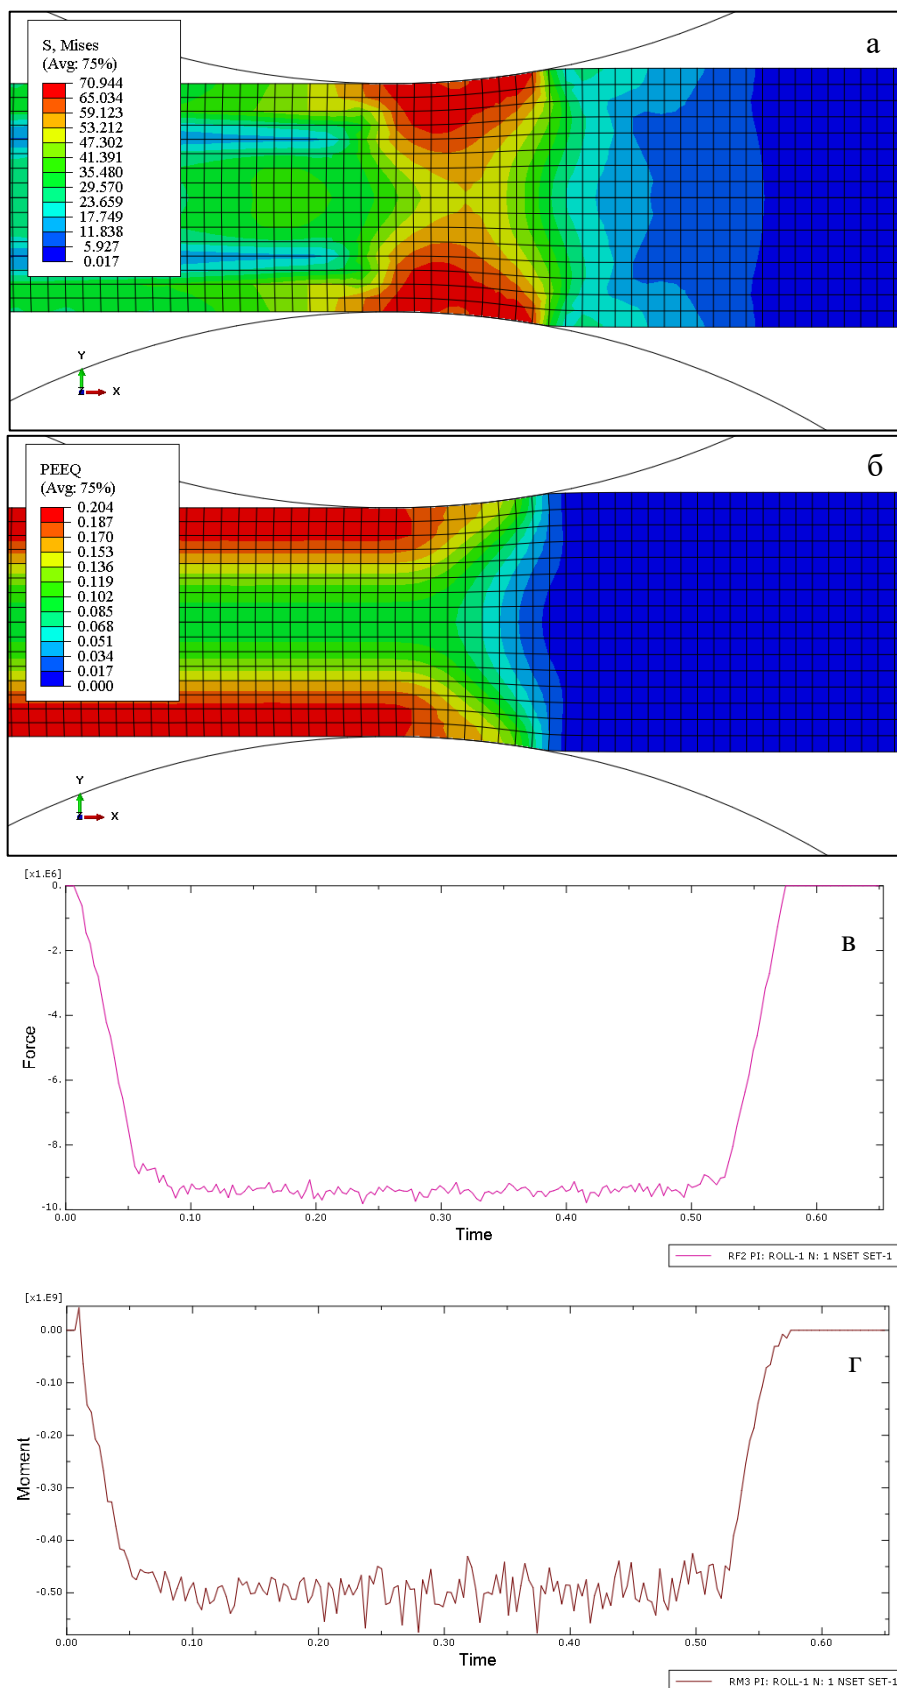 S, Mises
(Avg: 75%)
70.944
65.034
59.123
53.212
47.302
41.391
35.480
29.570
23.659
17.749
11.838
5.927
0.017
а
Y
Z
X
PEEQ
(Avg: 75%)
0.204
0.187
0.170
0.153
0.136
0.119
0.102
0.085
0.068
0.051
0.034
0.017
0.000
б
Y
Z
X
[x1.E6]
0.
-2.
-4.
-6.
-8.
-10.
Force
в
0.00 0.10 0.20 0.30 0.40 0.50 0.60
Time
RF2 PI: ROLL-1 N: 1 NSET SET-1
[x1.E9]
0.00
-0.10
-0.20
-0.30
-0.40
-0.50
Moment
г
0.00 0.10 0.20 0.30 0.40 0.50 0.60
Time
RM3 PI: ROLL-1 N: 1 NSET SET-1